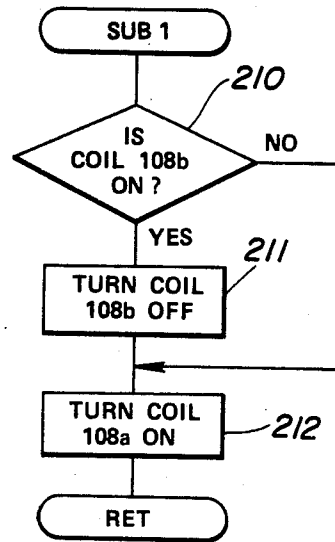 SUB 1
210
IS
COIL 108b
ON ?
NO
YES
211
TURN COIL
108b OFF
TURN COIL
108a ON
212
RET